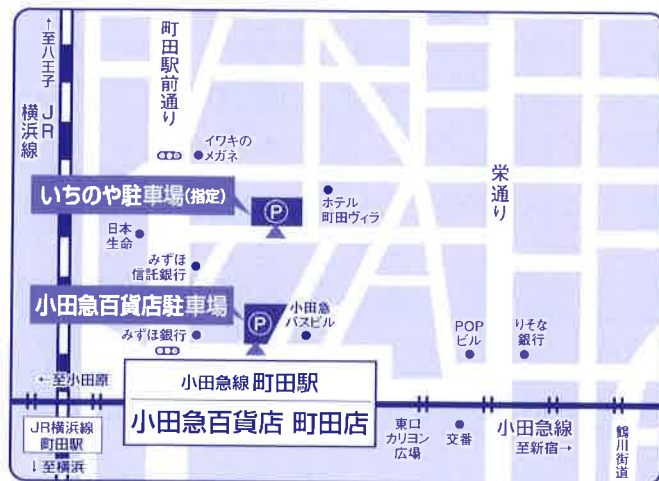 ↑至八王子
JR
横浜線
町田駅前通り
イワキの
メガネ
いちのや駐車場(指定)
P
ホテル
町田ヴィラ
栄通り
日本
生命
みずほ
信託銀行
小田急百貨店駐車場
P
小田急
バスビル
みずほ銀行
POP
ビル
りそな
銀行
←至小田原
小田急線 町田駅
小田急百貨店 町田店
JR横浜線
町田駅
↓至横浜
東口
カリヨン
広場
交番
小田急線
至新宿→
鶴川街道